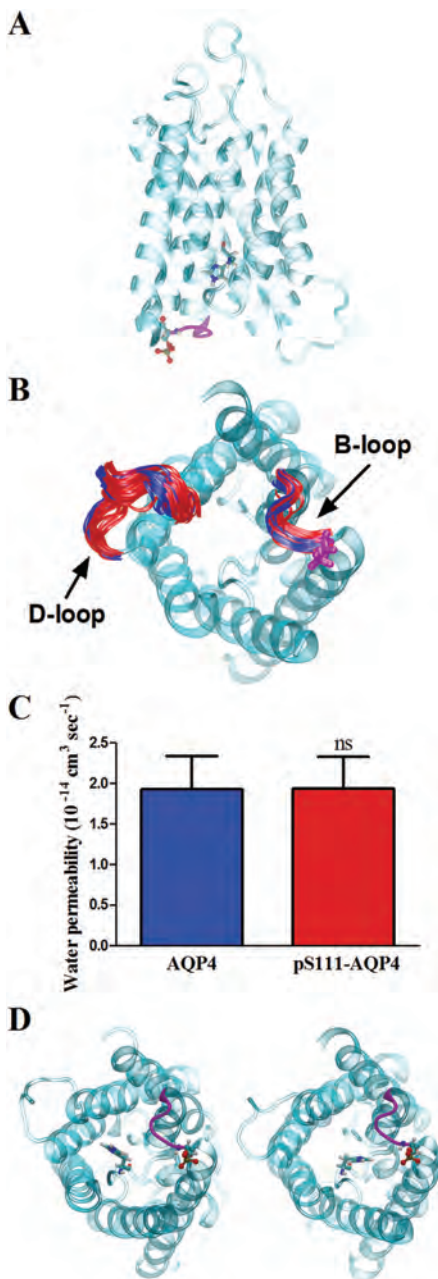 A
B
B-loop
D-loop
C
Water permeability (10⁻¹⁴ cm³ sec⁻¹)
2.5
2.0
1.5
1.0
0.5
0.0
ns
AQP4
pS111-AQP4
D